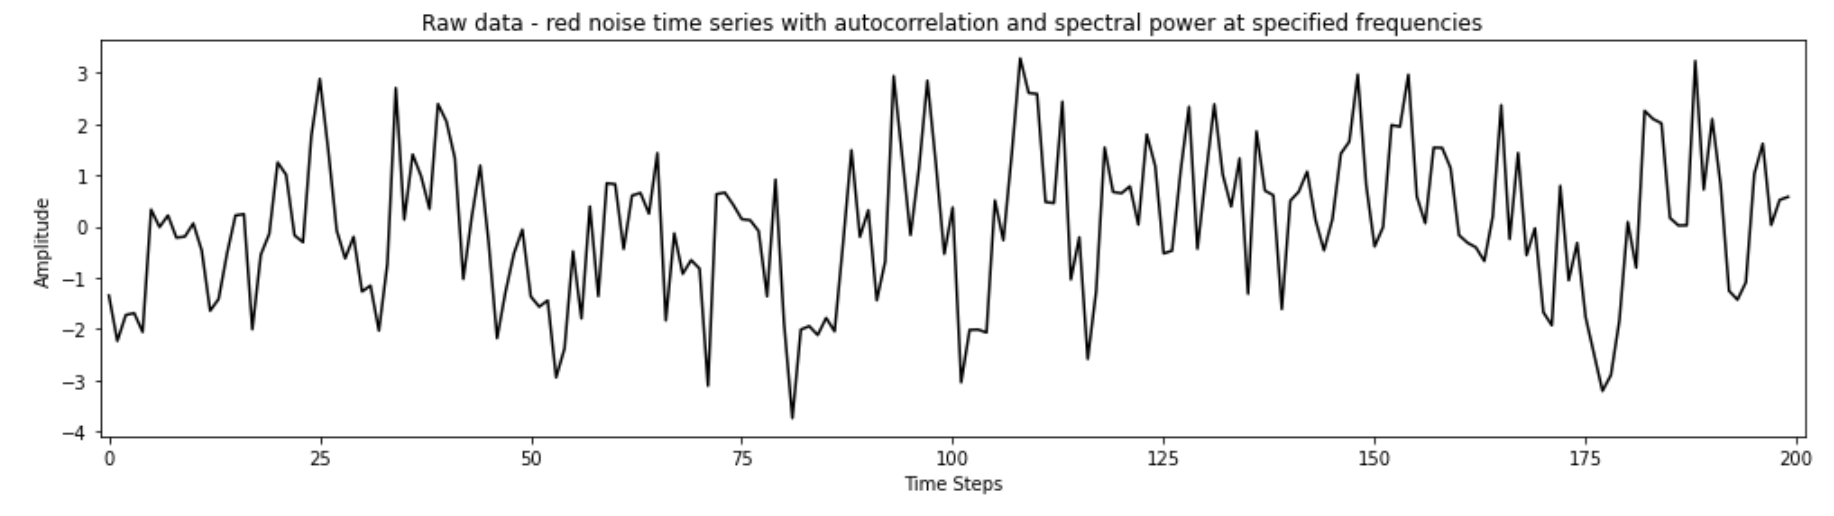 Raw data - red noise time series with autocorrelation and spectral power at specified frequencies
3
2
1
0
−1
−2
−3
−4
Amplitude
0 25 50 75 100 125 150 175 200
Time Steps